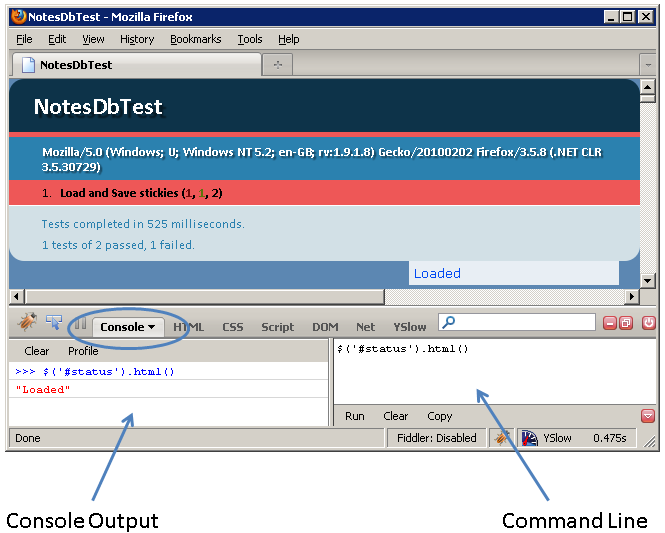 NotesDbTest - Mozilla Firefox
File Edit View History Bookmarks Tools Help
NotesDbTest
NotesDbTest
Mozilla/5.0 (Windows; U; Windows NT 5.2; en-GB; rv:1.9.1.8) Gecko/20100202 Firefox/3.5.8 (.NET CLR
3.5.30729)
1. Load and Save stickies (1, 1, 2)
Tests completed in 525 milliseconds.
1 tests of 2 passed, 1 failed.
Loaded
Console HTML CSS Script DOM Net YSlow
Clear Profile
>>> $('#status').html()
"Loaded"
$('#status').html()
Run Clear Copy
Done Fiddler: Disabled YSlow 0.475s
Console Output
Command Line